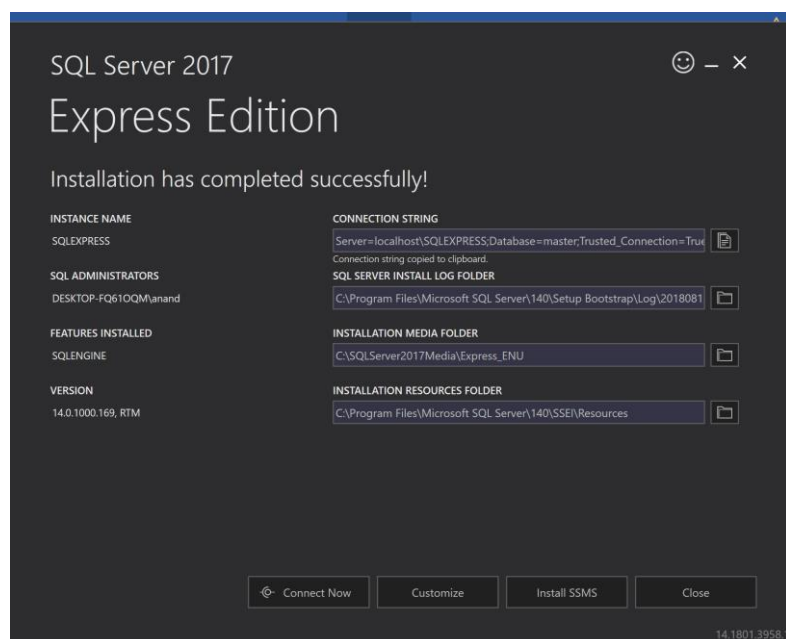 SQL Server 2017
Express Edition
Installation has completed successfully!
INSTANCE NAME
SQLEXPRESS
CONNECTION STRING
Server=localhost\SQLEXPRESS;Database=master;Trusted_Connection=True
Connection string copied to clipboard.
SQL ADMINISTRATORS
DESKTOP-FQ61OQM\anand
SQL SERVER INSTALL LOG FOLDER
C:\Program Files\Microsoft SQL Server\140\Setup Bootstrap\Log\2018081
FEATURES INSTALLED
SQLENGINE
INSTALLATION MEDIA FOLDER
C:\SQLServer2017Media\Express_ENU
VERSION
14.0.1000.169, RTM
INSTALLATION RESOURCES FOLDER
C:\Program Files\Microsoft SQL Server\140\SSEI\Resources
Connect Now
Customize
Install SSMS
Close
14.1801.3958.